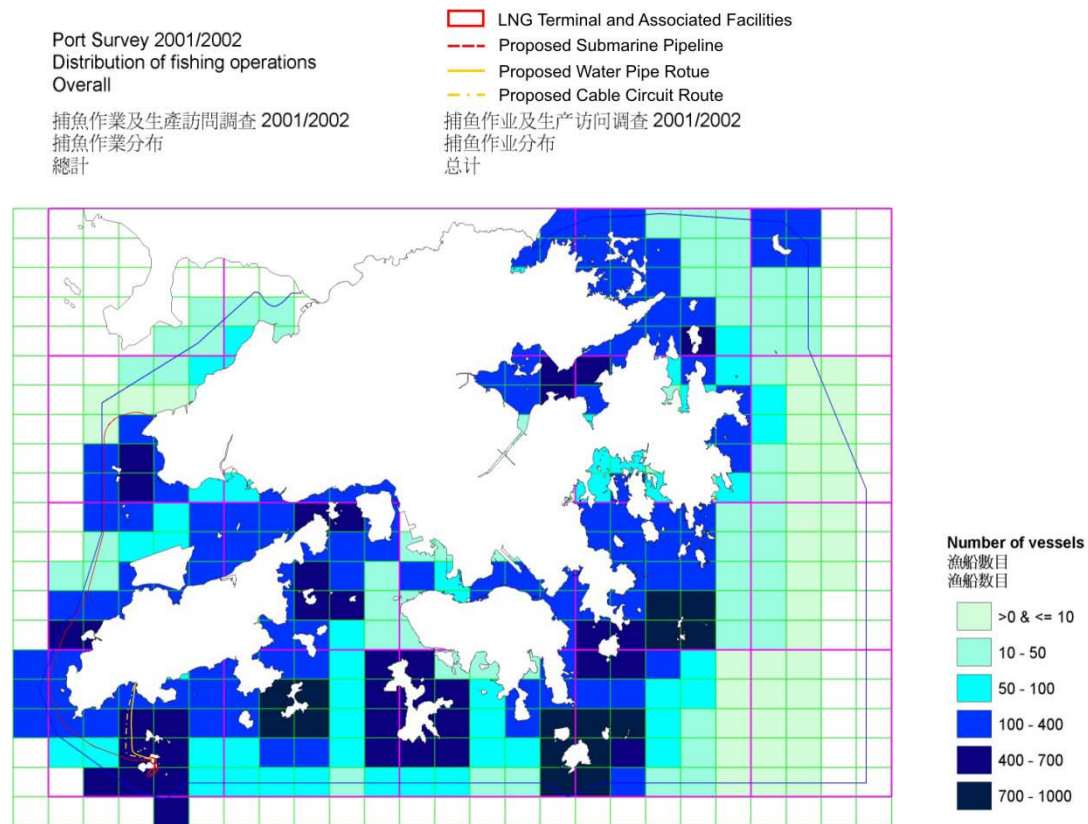 Port Survey 2001/2002
Distribution of fishing operations
Overall
捕魚作業及生產訪問調查 2001/2002
捕魚作業分布
總計
LNG Terminal and Associated Facilities
Proposed Submarine Pipeline
Proposed Water Pipe Rotue
Proposed Cable Circuit Route
捕鱼作业及生产访问调查 2001/2002
捕鱼作业分布
总计
Number of vessels
漁船數目
漁船數目
>0 & <= 10
10 - 50
50 - 100
100 - 400
400 - 700
700 - 1000